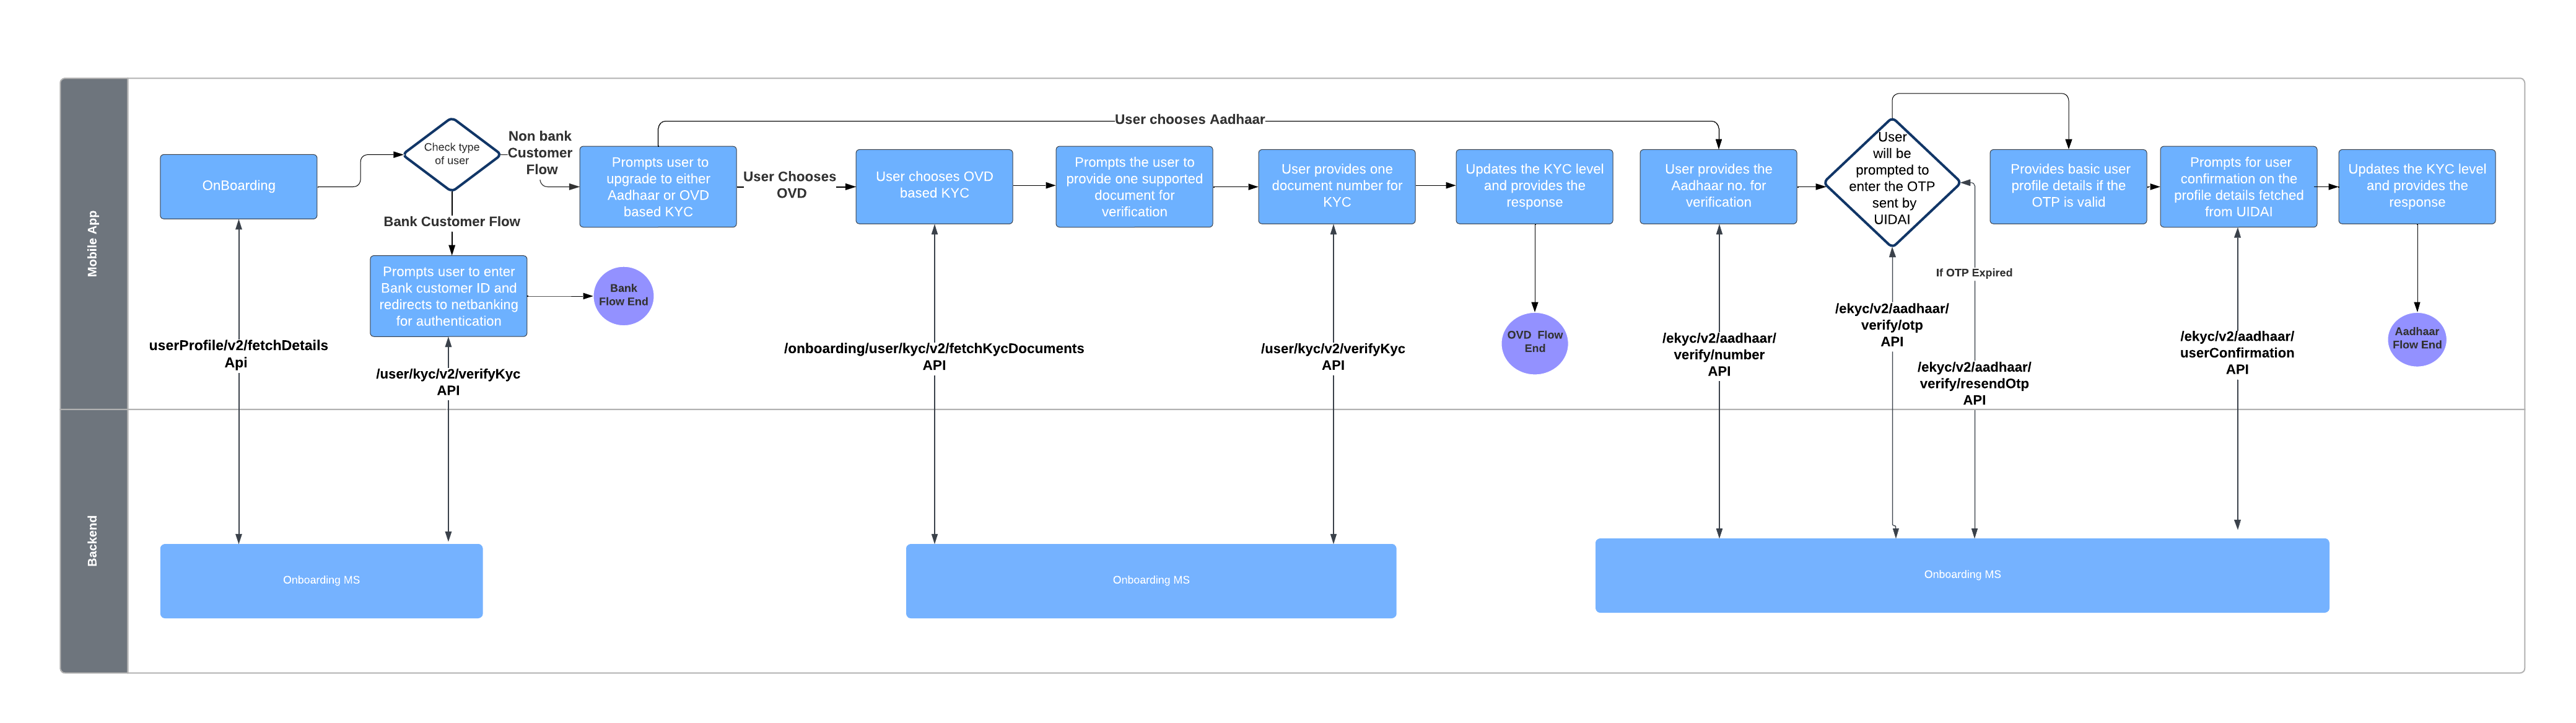 Mobile App
OnBoarding
userProfile/v2/fetchDetails
Api
Check type
of user
Non bank
Customer
Flow
Bank Customer Flow
Prompts user to enter
Bank customer ID and
redirects to netbanking
for authentication
/user/kyc/v2/verifyKyc
API
Bank
Flow End
Prompts user to
upgrade to either
Aadhaar or OVD
based KYC
User chooses Aadhaar
User Chooses
OVD
User chooses OVD
based KYC
/onboarding/user/kyc/v2/fetchKycDocuments
API
Prompts the user to
provide one supported
document for
verification
User provides one
document number for
KYC
/user/kyc/v2/verifyKyc
API
Updates the KYC level
and provides the
response
OVD  Flow
End
User provides the
Aadhaar no. for
verification
/ekyc/v2/aadhaar/
verify/number
API
User
will be
prompted to
enter the OTP
sent by
UIDAI
/ekyc/v2/aadhaar/
verify/otp
API
If OTP Expired
/ekyc/v2/aadhaar/
verify/resendOtp
API
Provides basic user
profile details if the
OTP is valid
Prompts for user
confirmation on the
profile details fetched
from UIDAI
/ekyc/v2/aadhaar/
userConfirmation
API
Updates the KYC level
and provides the
response
Aadhaar
Flow End
Backend
Onboarding MS
Onboarding MS
Onboarding MS